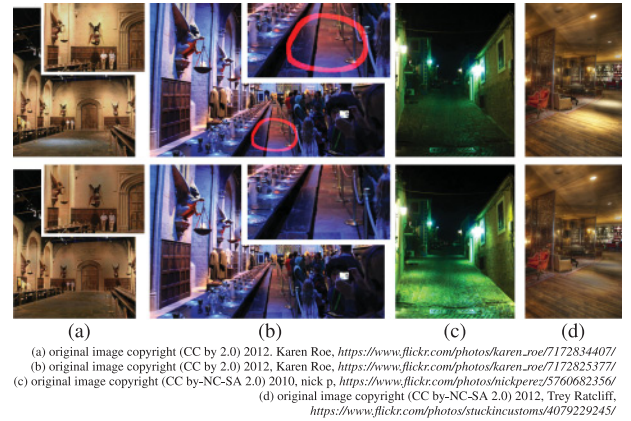 (a) (b) (c) (d)
(a) original image copyright (CC by 2.0) 2012. Karen Roe, https://www.flickr.com/photos/karen_roe/7172834407/
(b) original image copyright (CC by 2.0) 2012, Karen Roe, https://www.flickr.com/photos/karen_roe/7172825377/
(c) original image copyright (CC by-NC-SA 2.0) 2010, nick p, https://www.flickr.com/photos/nickperez/5760682356/
(d) original image copyright (CC by-NC-SA 2.0) 2012, Trey Ratcliff,
https://www.flickr.com/photos/stuckincustoms/4079229245/